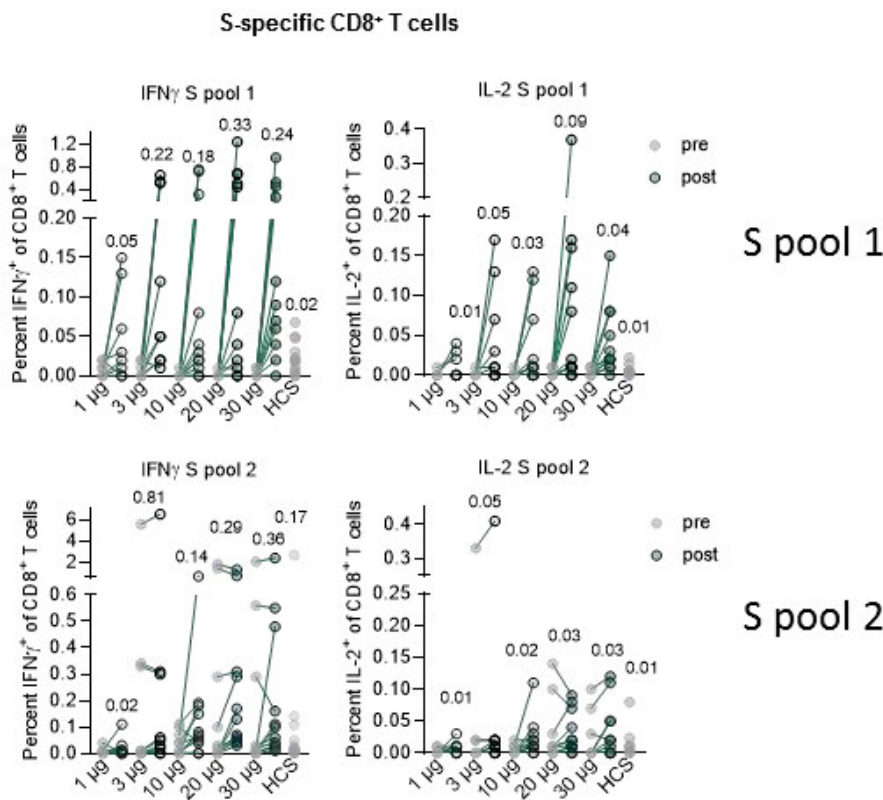 S-specific CD8⁺ T cells
IFNγ S pool 1
Percent IFNγ⁺ of CD8⁺ T cells
1.2
0.8
0.4
0.20
0.15
0.10
0.05
0.00
0.05
0.22
0.18
0.33
0.24
0.02
1 µg
3 µg
10 µg
20 µg
30 µg
HCS
IL-2 S pool 1
Percent IL-2⁺ of CD8⁺ T cells
0.4
0.3
0.2
0.20
0.15
0.10
0.05
0.00
0.01
0.05
0.03
0.09
0.04
0.01
1 µg
3 µg
10 µg
20 µg
30 µg
HCS
pre
post
S pool 1
IFNγ S pool 2
Percent IFNγ⁺ of CD8⁺ T cells
6
4
2
0.6
0.5
0.4
0.3
0.2
0.1
0.0
0.02
0.81
0.14
0.29
0.36
0.17
1 µg
3 µg
10 µg
20 µg
30 µg
HCS
IL-2 S pool 2
Percent IL-2⁺ of CD8⁺ T cells
0.4
0.3
0.25
0.20
0.15
0.10
0.05
0.00
0.01
0.05
0.02
0.03
0.03
0.01
1 µg
3 µg
10 µg
20 µg
30 µg
HCS
pre
post
S pool 2